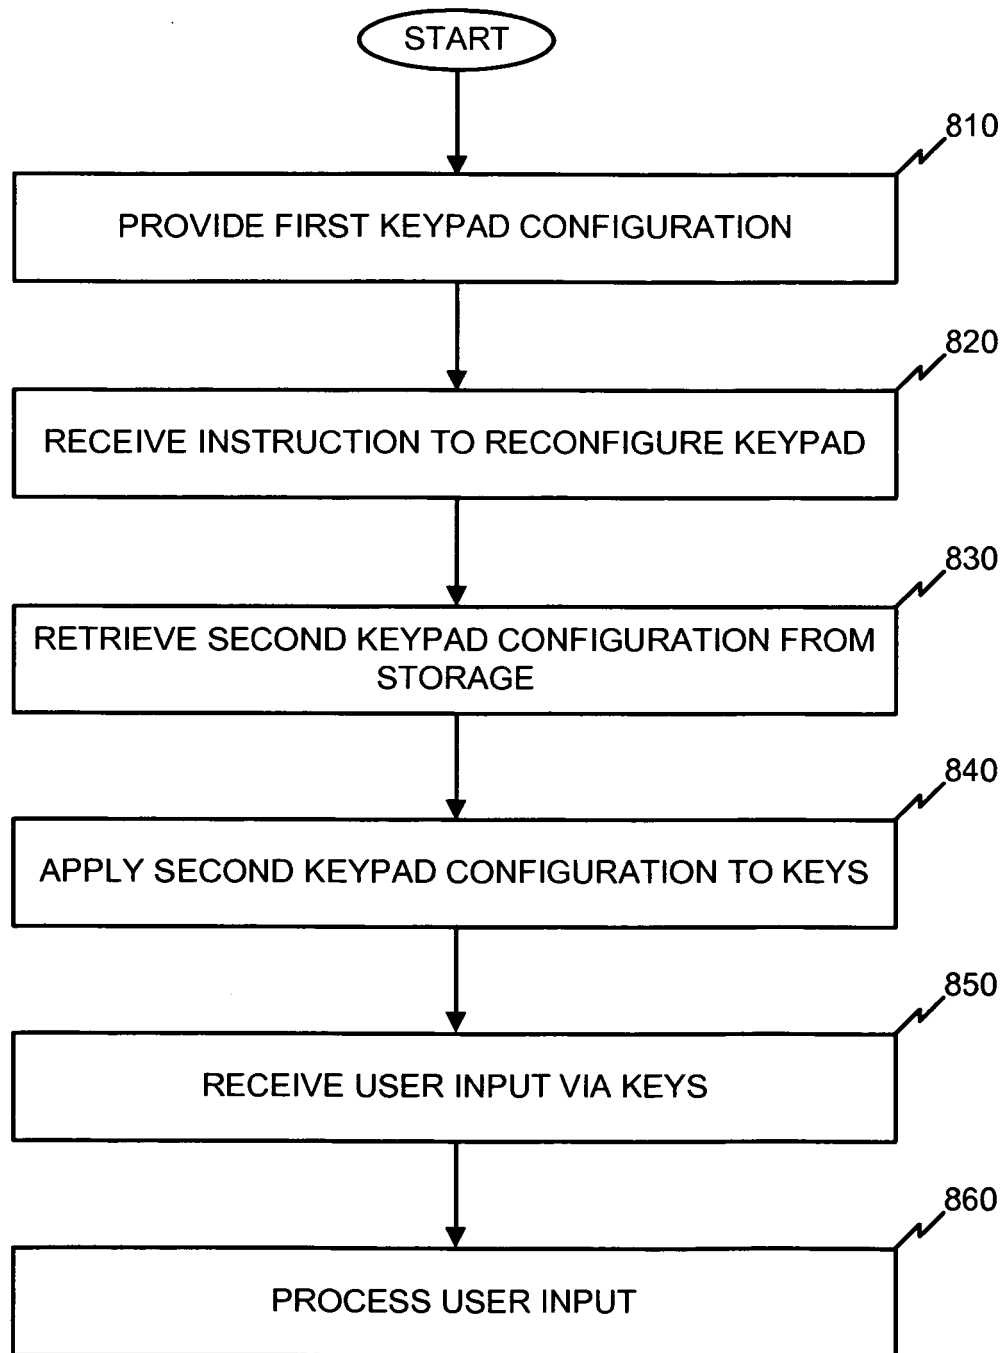 START
810
PROVIDE FIRST KEYPAD CONFIGURATION
820
RECEIVE INSTRUCTION TO RECONFIGURE KEYPAD
830
RETRIEVE SECOND KEYPAD CONFIGURATION FROM
STORAGE
840
APPLY SECOND KEYPAD CONFIGURATION TO KEYS
850
RECEIVE USER INPUT VIA KEYS
860
PROCESS USER INPUT